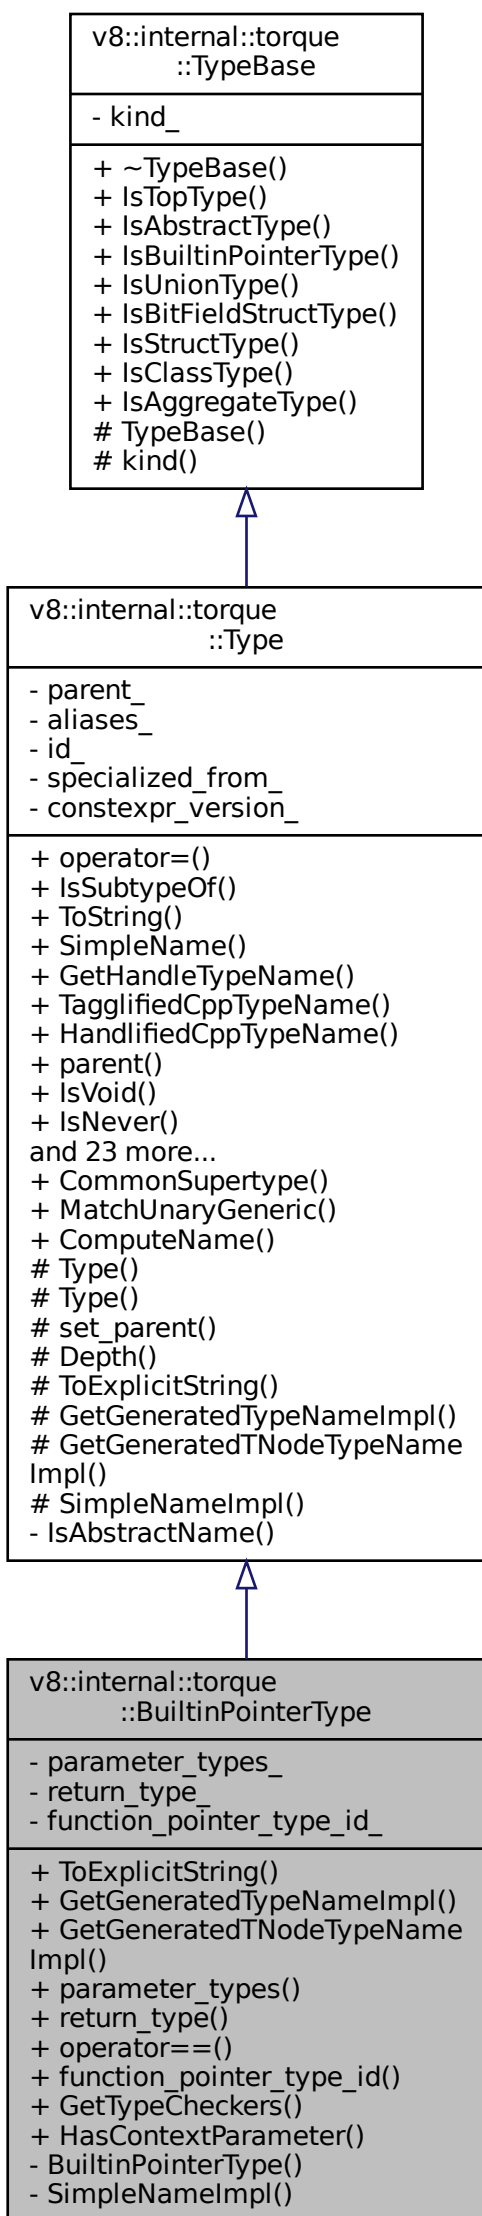 v8::internal::torque
::TypeBase
- kind_
+ ~TypeBase()
+ IsTopType()
+ IsAbstractType()
+ IsBuiltinPointerType()
+ IsUnionType()
+ IsBitFieldStructType()
+ IsStructType()
+ IsClassType()
+ IsAggregateType()
# TypeBase()
# kind()
v8::internal::torque
::Type
- parent_
- aliases_
- id_
- specialized_from_
- constexpr_version_
+ operator=()
+ IsSubtypeOf()
+ ToString()
+ SimpleName()
+ GetHandleTypeName()
+ TagglifiedCppTypeName()
+ HandlifiedCppTypeName()
+ parent()
+ IsVoid()
+ IsNever()
and 23 more...
+ CommonSupertype()
+ MatchUnaryGeneric()
+ ComputeName()
# Type()
# Type()
# set_parent()
# Depth()
# ToExplicitString()
# GetGeneratedTypeNameImpl()
# GetGeneratedTNodeTypeName
Impl()
# SimpleNameImpl()
- IsAbstractName()
v8::internal::torque
::BuiltinPointerType
- parameter_types_
- return_type_
- function_pointer_type_id_
+ ToExplicitString()
+ GetGeneratedTypeNameImpl()
+ GetGeneratedTNodeTypeName
Impl()
+ parameter_types()
+ return_type()
+ operator==()
+ function_pointer_type_id()
+ GetTypeCheckers()
+ HasContextParameter()
- BuiltinPointerType()
- SimpleNameImpl()